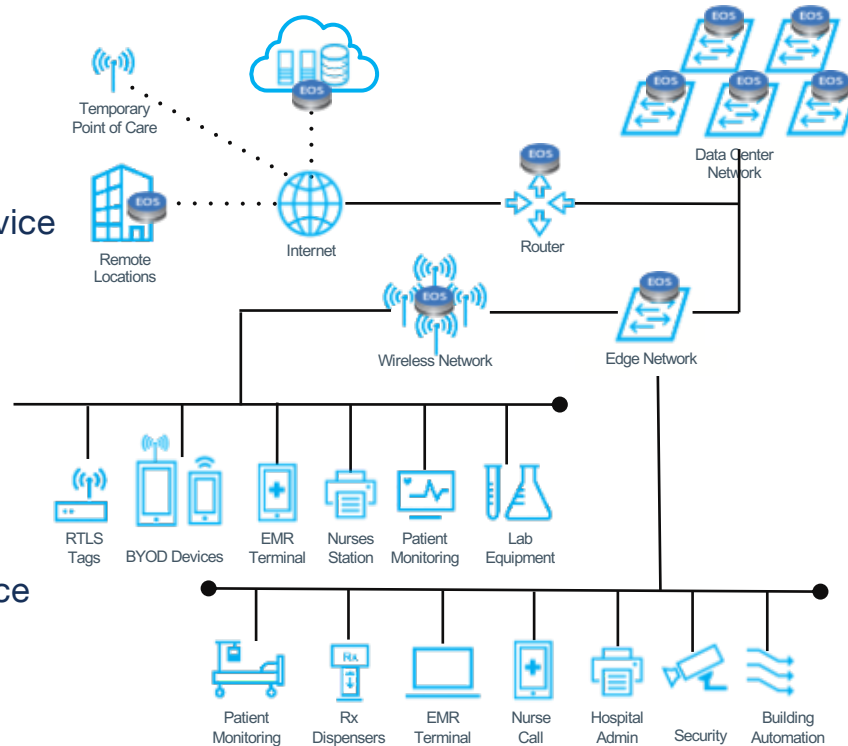 EOS
EOS
Temporary
Point of Care
EOS
EOS
EOS
EOS
Data Center
Network
EOS
EOS
vice
Remote
Locations
Internet
Router
EOS
EOS
Wireless Network
Edge Network
RTLS
Tags
BYOD Devices
EMR
Terminal
Nurses
Station
Patient
Monitoring
Lab
Equipment
ce
RX
Patient
Monitoring
Rx
Dispensers
EMR
Terminal
Nurse
Call
Hospital
Admin
Security
Building
Automation